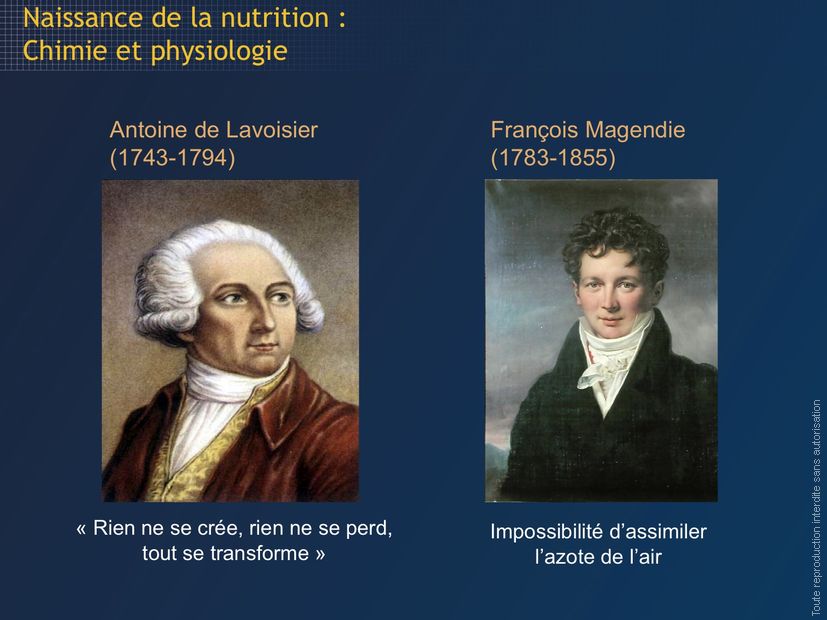 Naissance de la nutrition :
Chimie et physiologie
Antoine de Lavoisier
(1743-1794)
François Magendie
(1783-1855)
« Rien ne se crée, rien ne se perd,
tout se transforme »
Impossibilité d’assimiler
l’azote de l’air
Toute reproduction interdite sans autorisation